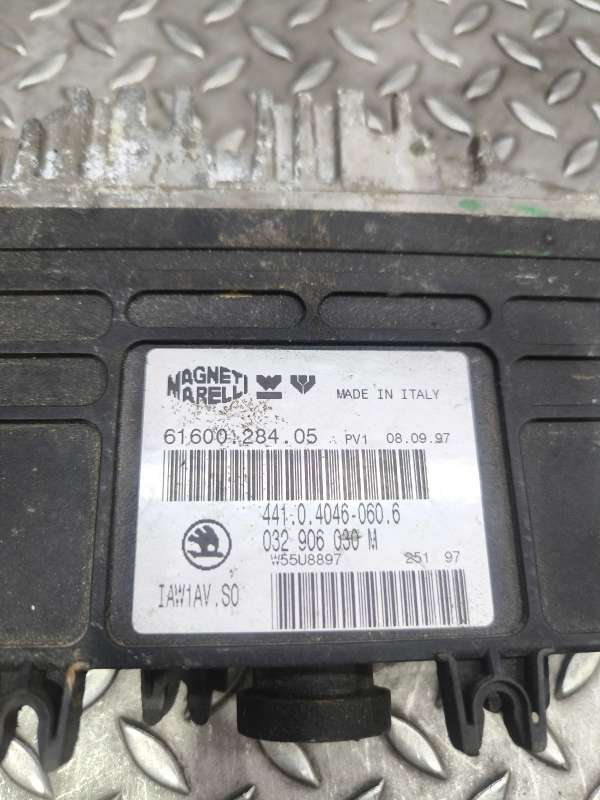 MAGNETI MARELLI
MADE IN ITALY
61600.284.05 PV1 08.09.97
441.0.4046-060.6
032 906 030 M
W55U8897 251 97
IAW1AV.S0